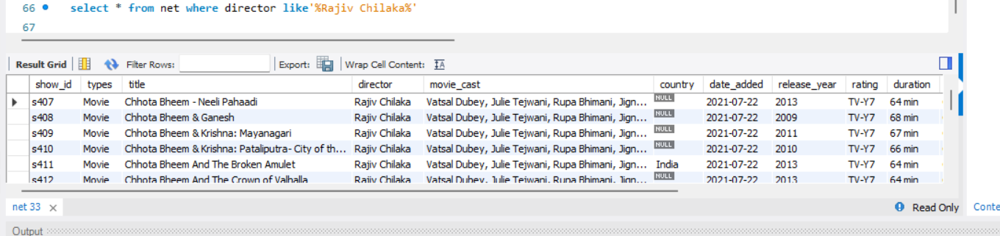 66 select * from net where director like'%Rajiv Chilaka%'
67
Result Grid Filter Rows: Export: Wrap Cell Content: IA
show_id types title director movie_cast country date_added release_year rating duration
s407 Movie Chhota Bheem - Neeli Pahaadi Rajiv Chilaka Vatsal Dubey, Julie Tejwani, Rupa Bhimani, Jign... NULL 2021-07-22 2013 TV-Y7 64 min
s408 Movie Chhota Bheem & Ganesh Rajiv Chilaka Vatsal Dubey, Julie Tejwani, Rupa Bhimani, Jign... NULL 2021-07-22 2009 TV-Y7 68 min
s409 Movie Chhota Bheem & Krishna: Mayanagari Rajiv Chilaka Vatsal Dubey, Julie Tejwani, Rupa Bhimani, Jign... NULL 2021-07-22 2011 TV-Y7 67 min
s410 Movie Chhota Bheem & Krishna: Pataliputra- City of th... Rajiv Chilaka Vatsal Dubey, Julie Tejwani, Rupa Bhimani, Jign... NULL 2021-07-22 2010 TV-Y7 66 min
s411 Movie Chhota Bheem And The Broken Amulet Rajiv Chilaka Vatsal Dubey, Julie Tejwani, Rupa Bhimani, Jign... India 2021-07-22 2013 TV-Y7 64 min
s412 Movie Chhota Bheem And The Crown of Valhalla Rajiv Chilaka Vatsal Dubey, Julie Tejwani, Rupa Bhimani, Jign... NULL 2021-07-22 2013 TV-Y7 64 min
net 33 Read Only Conte
Output